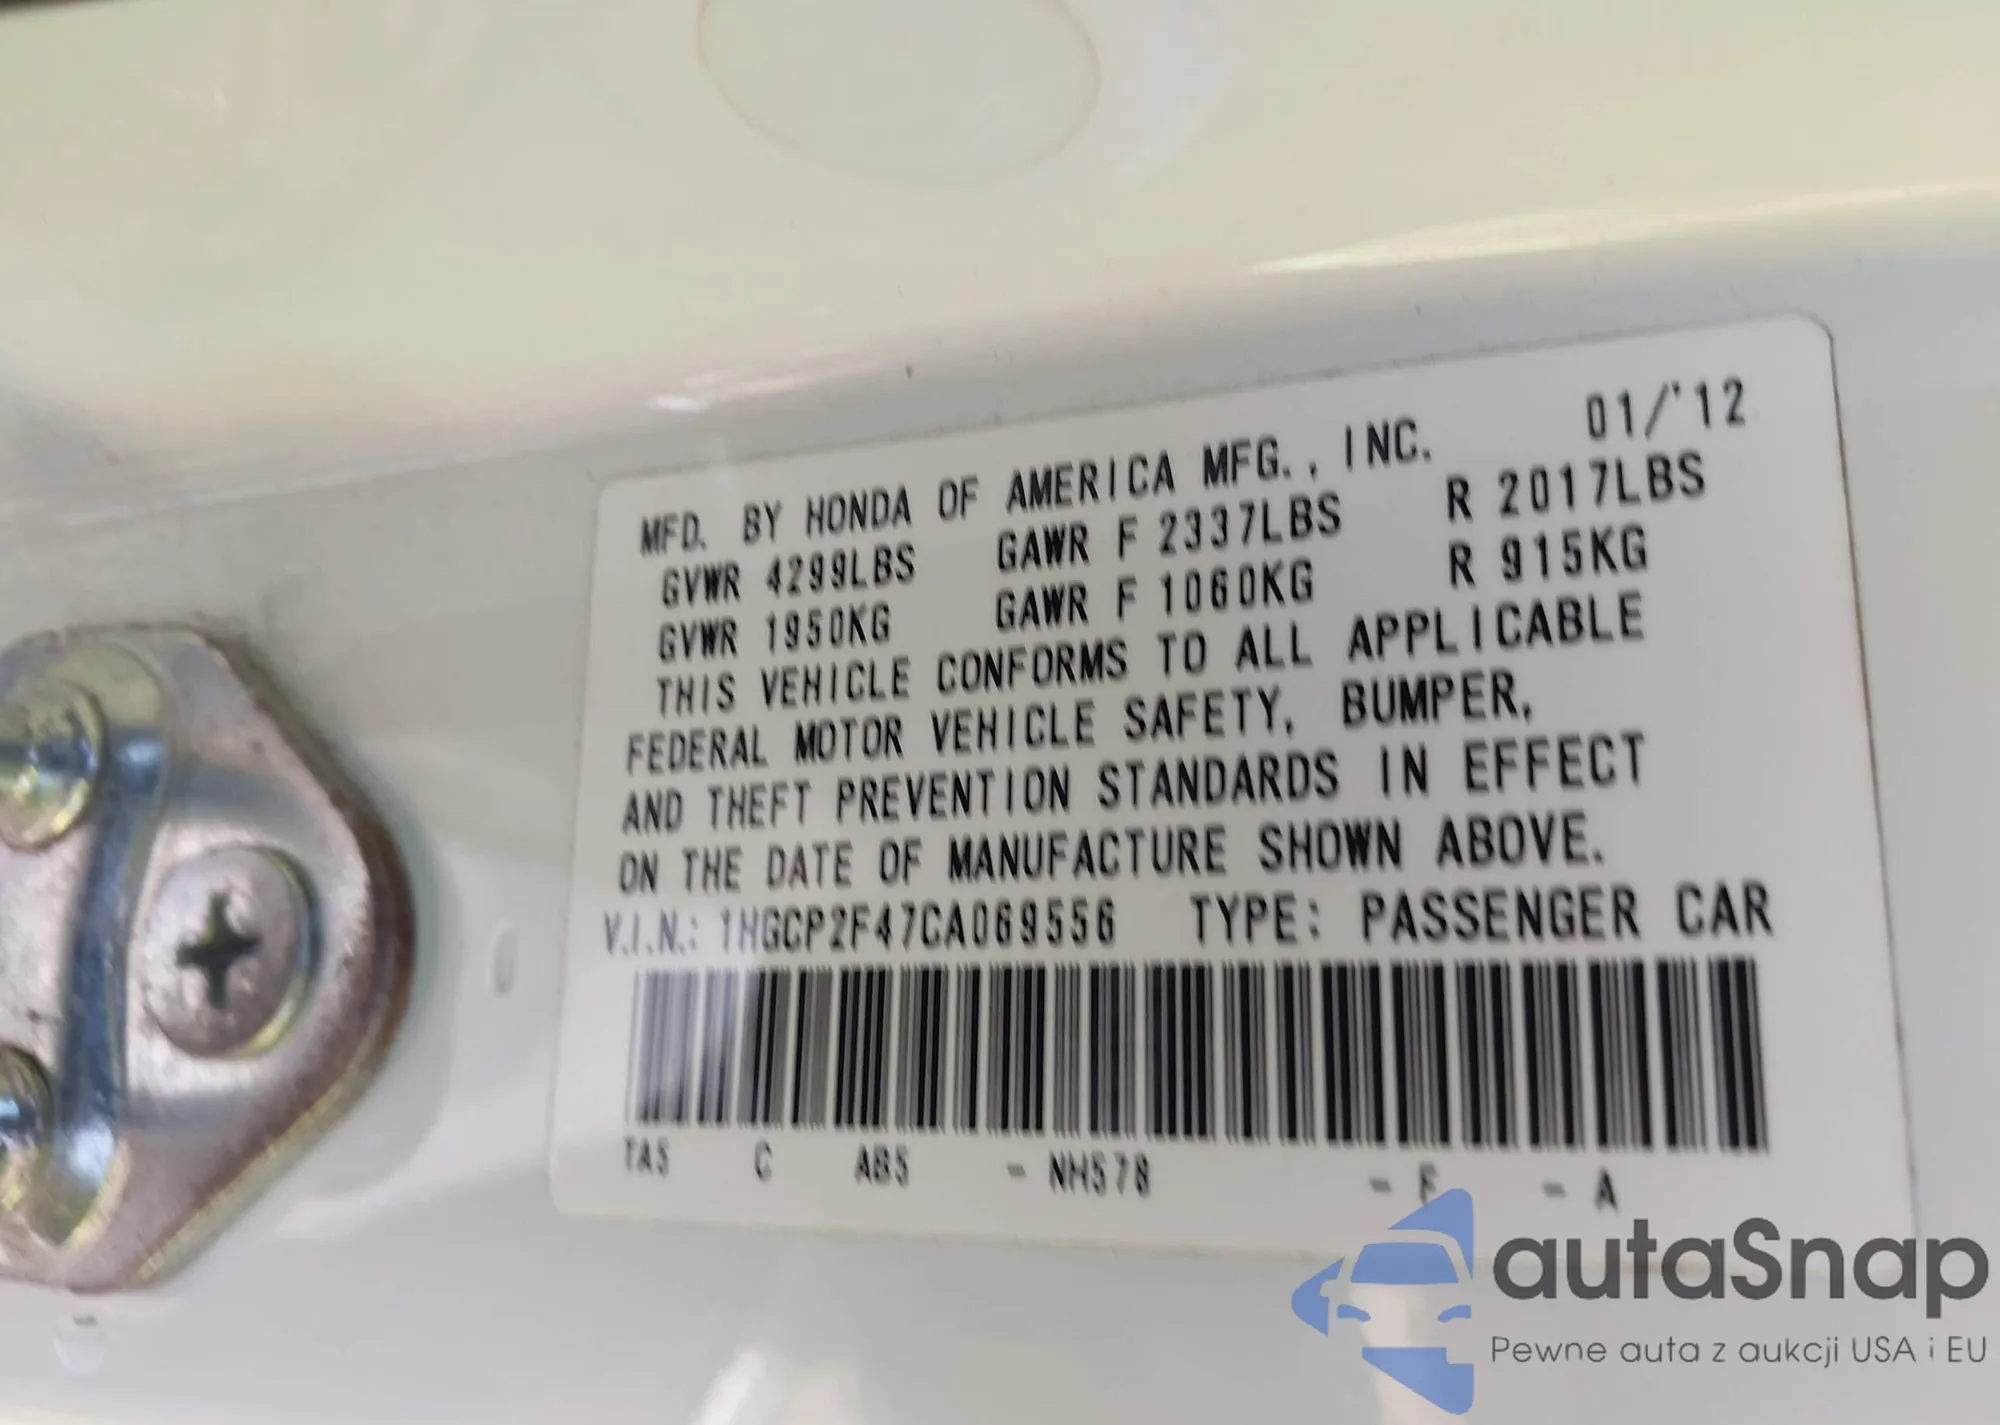 MFD. BY HONDA OF AMERICA MFG., INC. 01/'12
GVWR 4299LBS GAWR F 2337LBS R 2017LBS
GVWR 1950KG GAWR F 1060KG R 915KG
THIS VEHICLE CONFORMS TO ALL APPLICABLE
FEDERAL MOTOR VEHICLE SAFETY, BUMPER,
AND THEFT PREVENTION STANDARDS IN EFFECT
ON THE DATE OF MANUFACTURE SHOWN ABOVE.
V.I.N.: 1HGCP2F47CA069556 TYPE: PASSENGER CAR
TA5 C AB5 - NH578 - F - A
autaSnap
Pewne auta z aukcji USA i EU